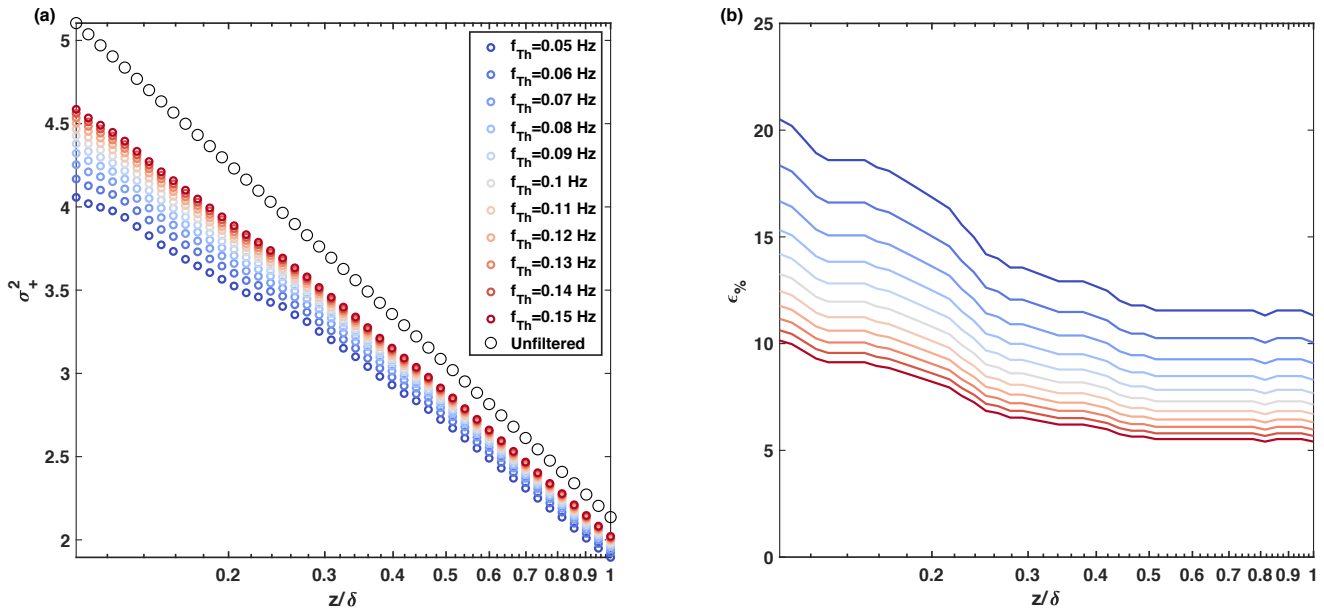 (a)
5
4.5
4
3.5
3
2.5
2
σ₊²
0.2
0.3
0.4
0.5
0.6
0.7
0.8
0.9
1
z/δ
f_Th=0.05 Hz
f_Th=0.06 Hz
f_Th=0.07 Hz
f_Th=0.08 Hz
f_Th=0.09 Hz
f_Th=0.1 Hz
f_Th=0.11 Hz
f_Th=0.12 Hz
f_Th=0.13 Hz
f_Th=0.14 Hz
f_Th=0.15 Hz
Unfiltered
(b)
25
20
15
10
5
0
ϵ%
0.2
0.3
0.4
0.5
0.6
0.7
0.8
0.9
1
z/δ